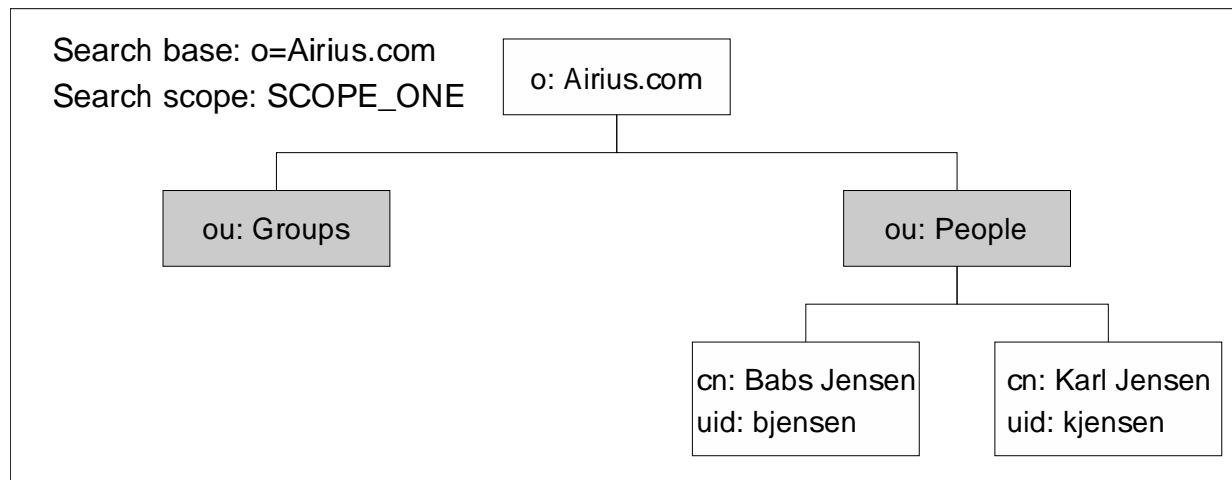 Search base: o=Airius.com
Search scope: SCOPE_ONE
o: Airius.com
ou: Groups
ou: People
cn: Babs Jensen
uid: bjensen
cn: Karl Jensen
uid: kjensen